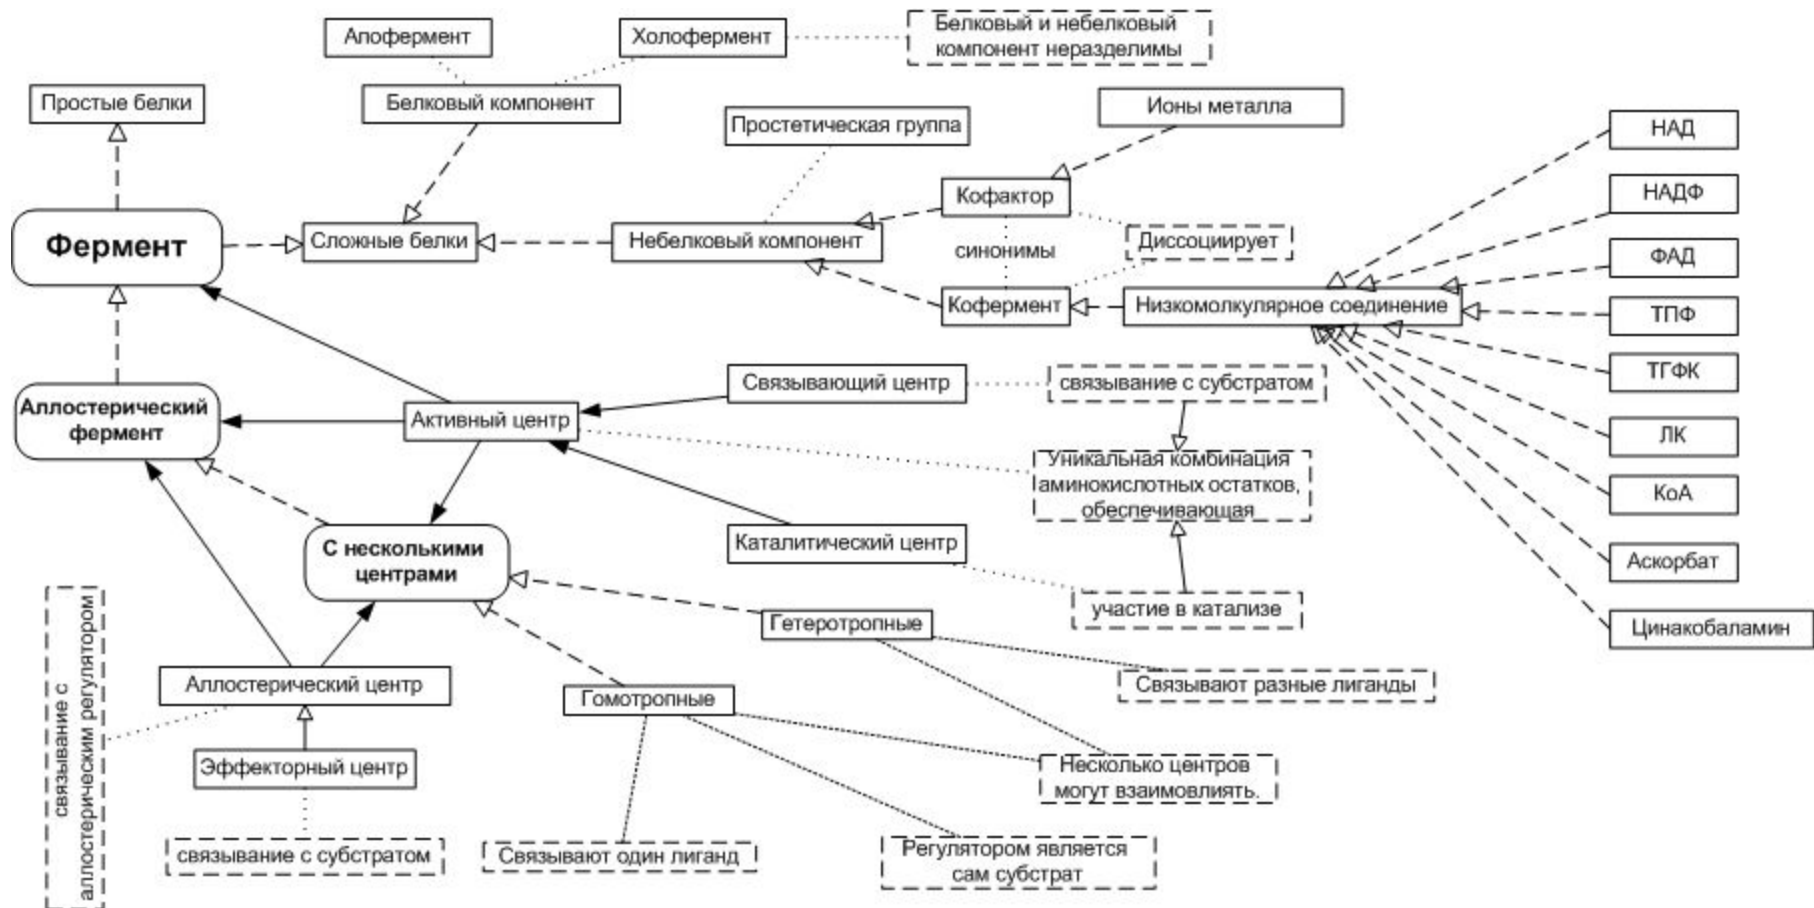 Апофермент
Холофермент
Белковый и небелковый
компонент неразделимы
Простые белки
Белковый компонент
Ионы металла
Простетическая группа
НАД
Кофактор
НАДФ
Фермент
Сложные белки
Небелковый компонент
синонимы
Диссоциирует
ФАД
Кофермент
Низкомолкулярное соединение
ТПФ
ТГФК
Связывающий центр
связывание с субстратом
Аллостерический
фермент
Активный центр
ЛК
Уникальная комбинация
аминокислотных остатков,
обеспечивающая
КоА
С несколькими
центрами
Каталитический центр
Аскорбат
участие в катализе
Гетеротропные
Цинакобаламин
связывание с
аллостерическим регулятором
Аллостерический центр
Гомотропные
Связывают разные лиганды
Эффекторный центр
Несколько центров
могут взаимовлиять.
связывание с субстратом
Связывают один лиганд
Регулятором является
сам субстрат